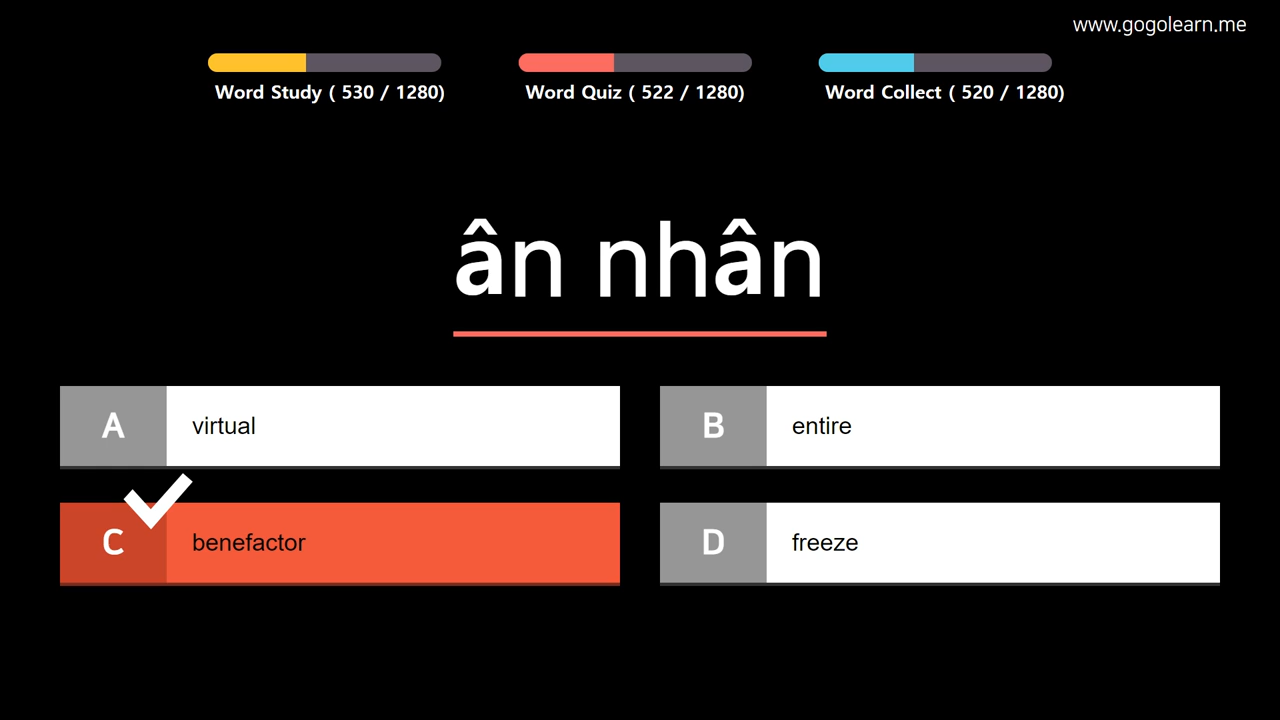 www.gogolearn.me
Word Study ( 530 / 1280)
Word Quiz ( 522 / 1280)
Word Collect ( 520 / 1280)
ân nhân
A
virtual
B
entire
C
benefactor
D
freeze